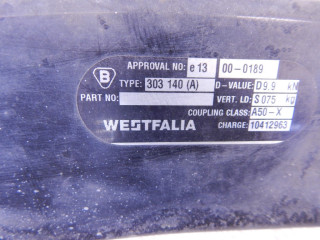 APPROVAL NO: e 13 00-0189
B TYPE: 303 140 (A) D-VALUE: D 9.9 kN
PART NO: VERT. LD: S 075 kg
COUPLING CLASS: A50-X
WESTFALIA CHARGE: 10412963